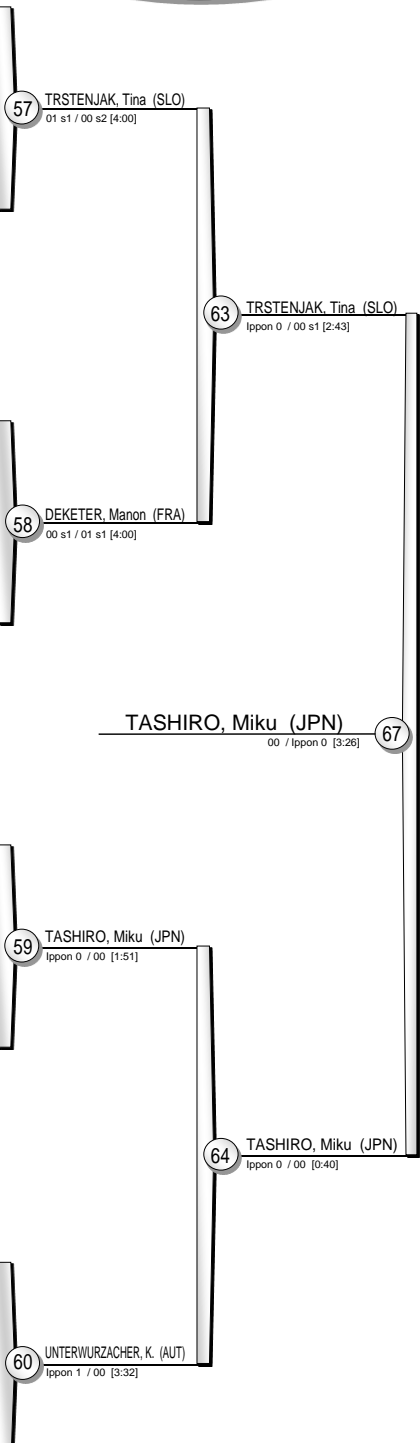 57 TRSTENJAK, Tina (SLO)
01 s1 / 00 s2 [4:00]
63 TRSTENJAK, Tina (SLO)
Ippon 0 / 00 s1 [2:43]
58 DEKETER, Manon (FRA)
00 s1 / 01 s1 [4:00]
TASHIRO, Miku (JPN) 67
00 / Ippon 0 [3:26]
59 TASHIRO, Miku (JPN)
Ippon 0 / 00 [1:51]
64 TASHIRO, Miku (JPN)
Ippon 0 / 00 [0:40]
60 UNTERWURZACHER, K. (AUT)
Ippon 1 / 00 [3:32]